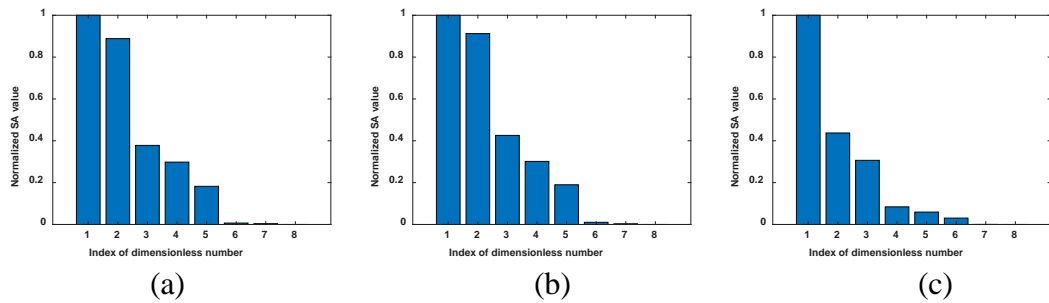 1
0.8
0.6
0.4
0.2
0
Normalized SA value
1 2 3 4 5 6 7 8
Index of dimensionless number
(a)
1
0.8
0.6
0.4
0.2
0
Normalized SA value
1 2 3 4 5 6 7 8
Index of dimensionless number
(b)
1
0.8
0.6
0.4
0.2
0
Normalized SA value
1 2 3 4 5 6 7 8
Index of dimensionless number
(c)